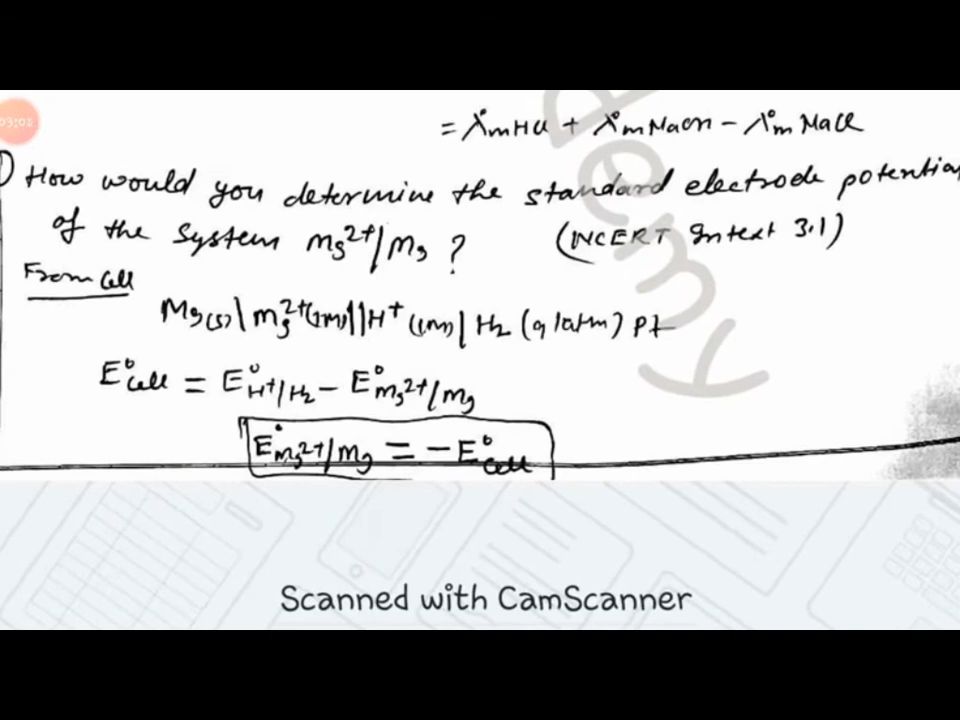 03:01
= λ°mHCl + λ°mNaOH - λ°m NaCl
How would you determine the standard electrode potential
of the system Mg²⁺/Mg ? (NCERT Intext 3.1)
From Cell
Mg(s)|Mg²⁺(1M)||H⁺(1M)|H₂(g 1atm) Pt
E°cell = E°H⁺/H₂ - E°Mg²⁺/Mg
E°Mg²⁺/Mg = -E°cell
demy
Scanned with CamScanner